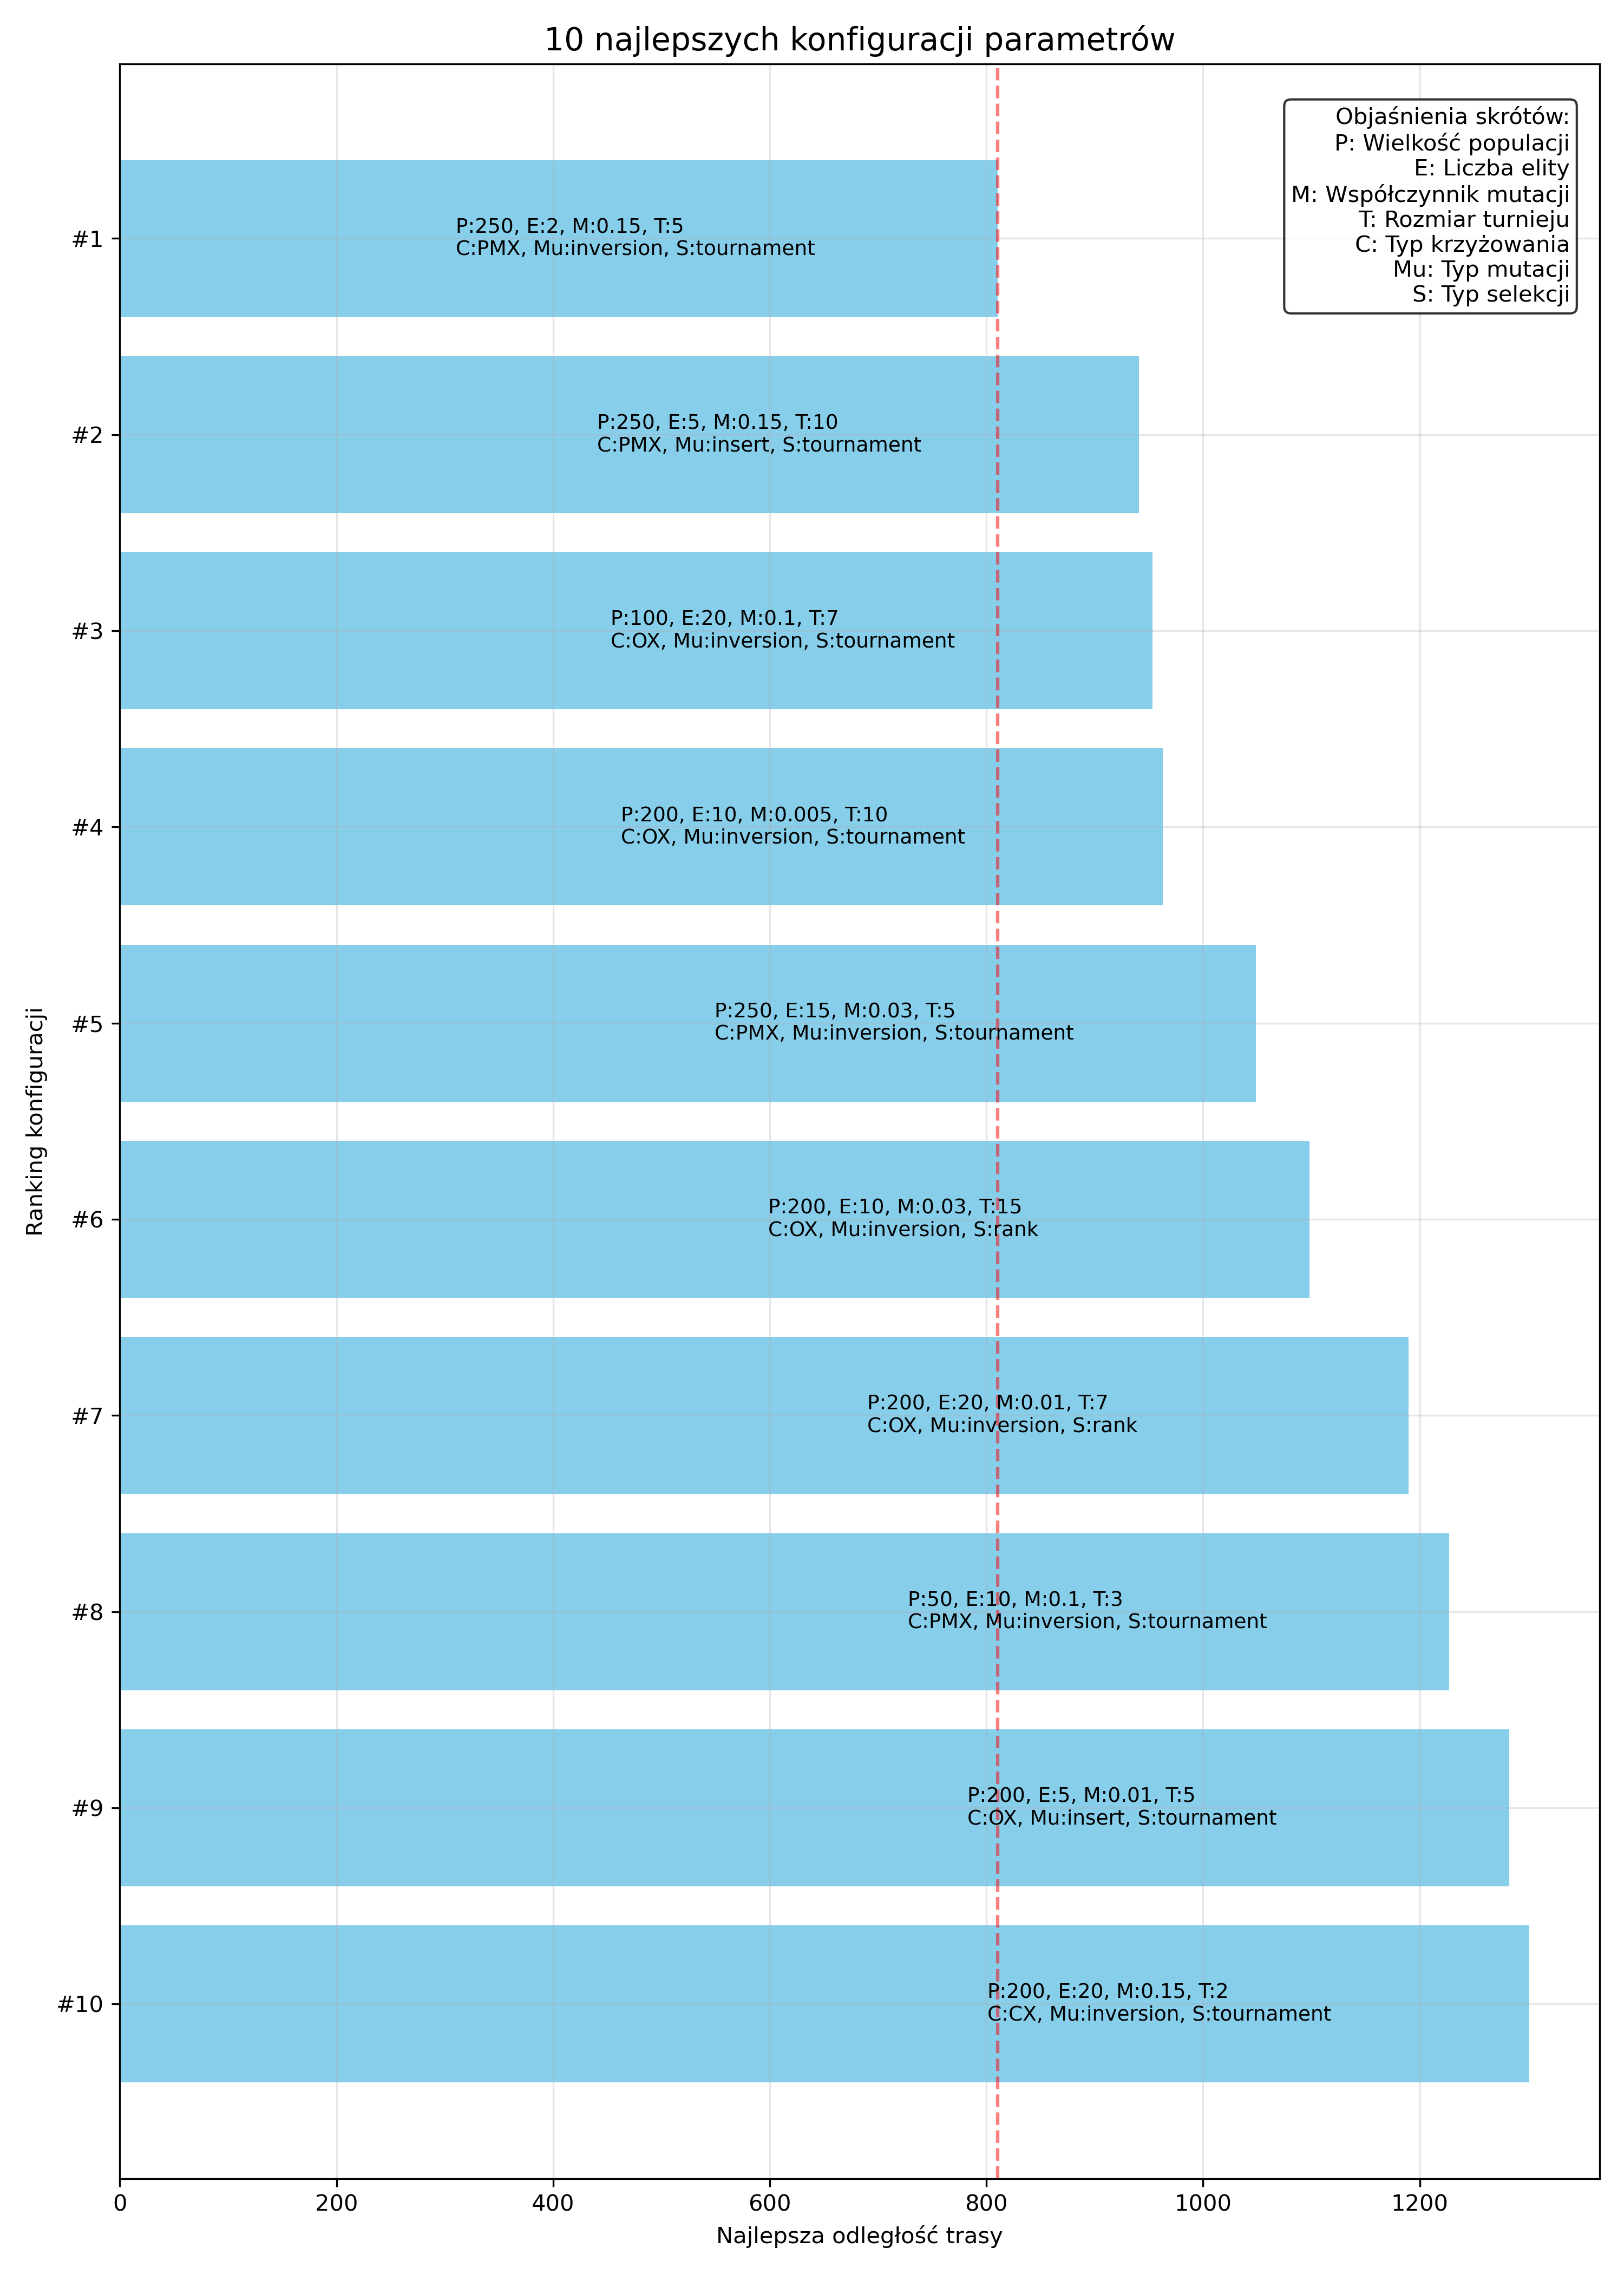 10 najlepszych konfiguracji parametrów
Objaśnienia skrótów:
P: Wielkość populacji
E: Liczba elity
M: Współczynnik mutacji
T: Rozmiar turnieju
C: Typ krzyżowania
Mu: Typ mutacji
S: Typ selekcji
Ranking konfiguracji
#1
P:250, E:2, M:0.15, T:5
C:PMX, Mu:inversion, S:tournament
#2
P:250, E:5, M:0.15, T:10
C:PMX, Mu:insert, S:tournament
#3
P:100, E:20, M:0.1, T:7
C:OX, Mu:inversion, S:tournament
#4
P:200, E:10, M:0.005, T:10
C:OX, Mu:inversion, S:tournament
#5
P:250, E:15, M:0.03, T:5
C:PMX, Mu:inversion, S:tournament
#6
P:200, E:10, M:0.03, T:15
C:OX, Mu:inversion, S:rank
#7
P:200, E:20, M:0.01, T:7
C:OX, Mu:inversion, S:rank
#8
P:50, E:10, M:0.1, T:3
C:PMX, Mu:inversion, S:tournament
#9
P:200, E:5, M:0.01, T:5
C:OX, Mu:insert, S:tournament
#10
P:200, E:20, M:0.15, T:2
C:CX, Mu:inversion, S:tournament
0 200 400 600 800 1000 1200
Najlepsza odległość trasy